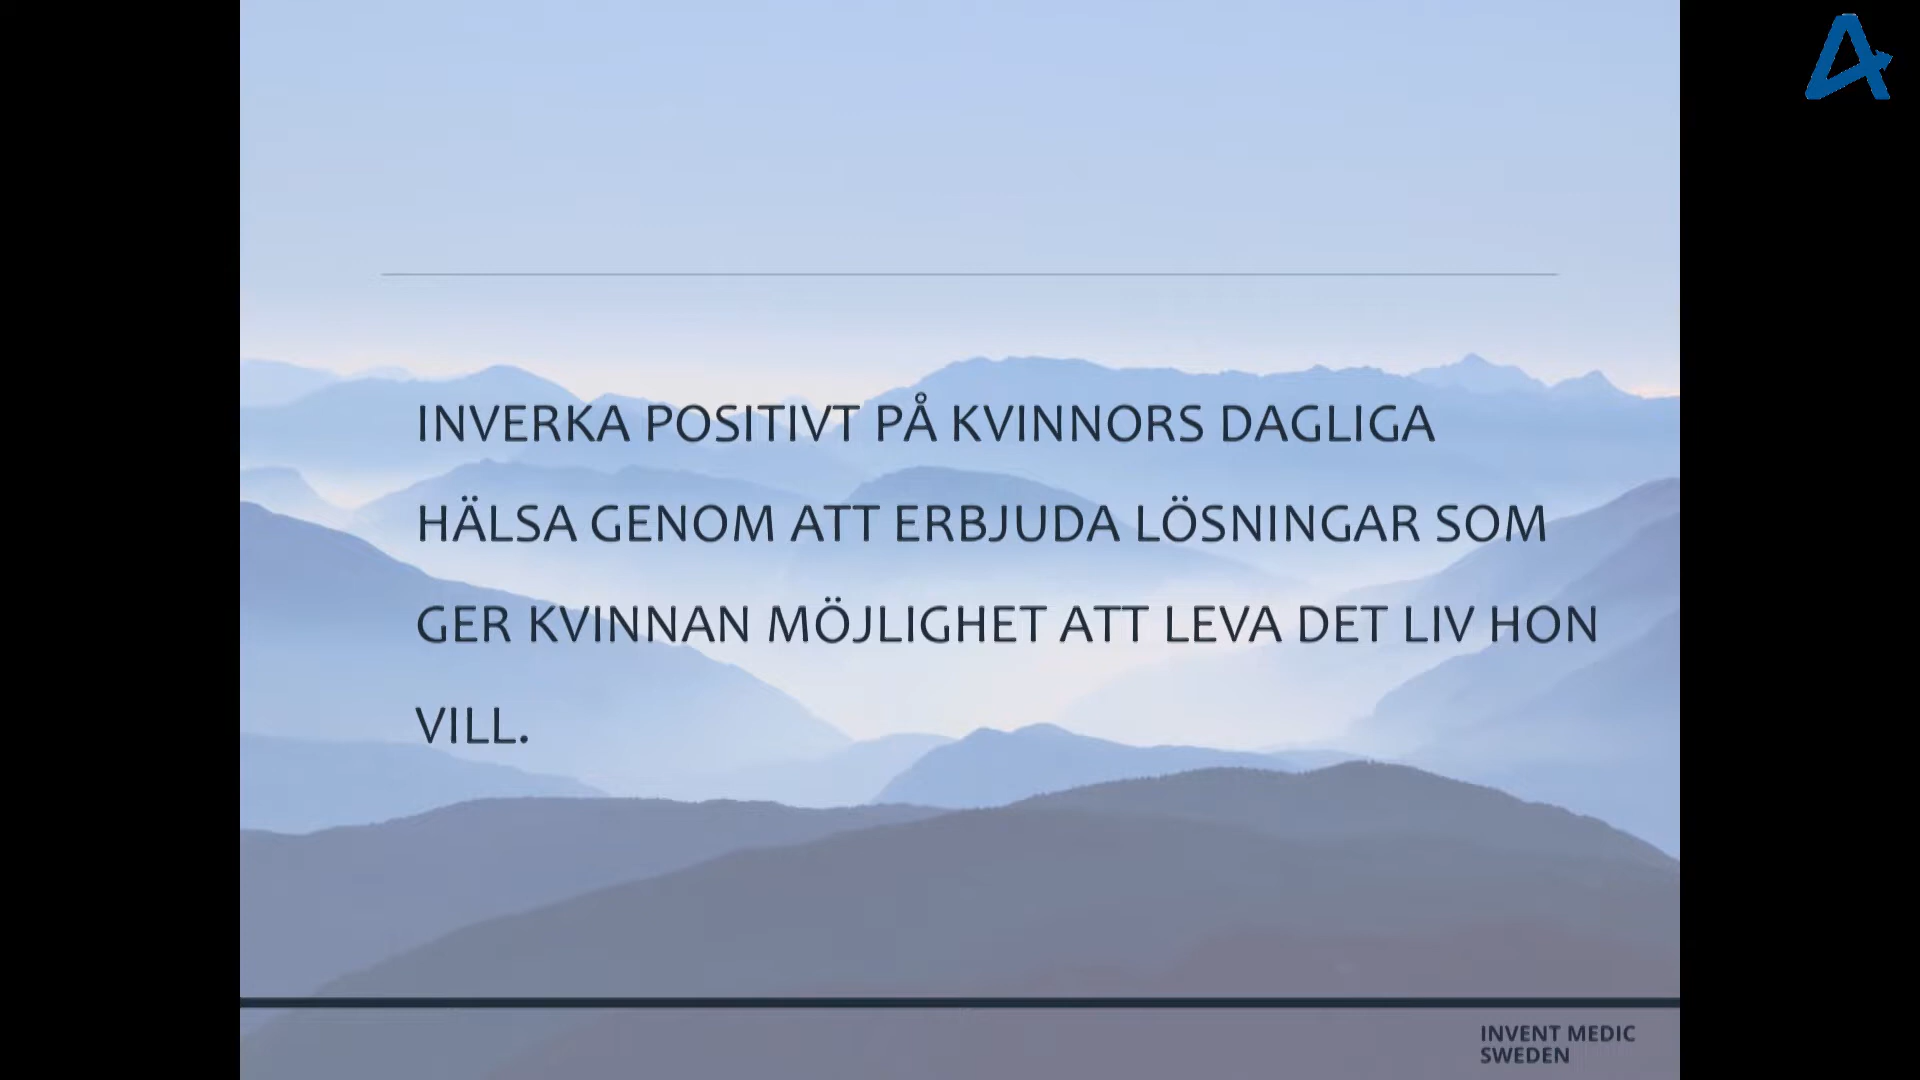 INVERKA POSITIVT PÅ KVINNORS DAGLIGA
HÄLSA GENOM ATT ERBJUDA LÖSNINGAR SOM
GER KVINNAN MÖJLIGHET ATT LEVA DET LIV HON
VILL.
INVENT MEDIC
SWEDEN